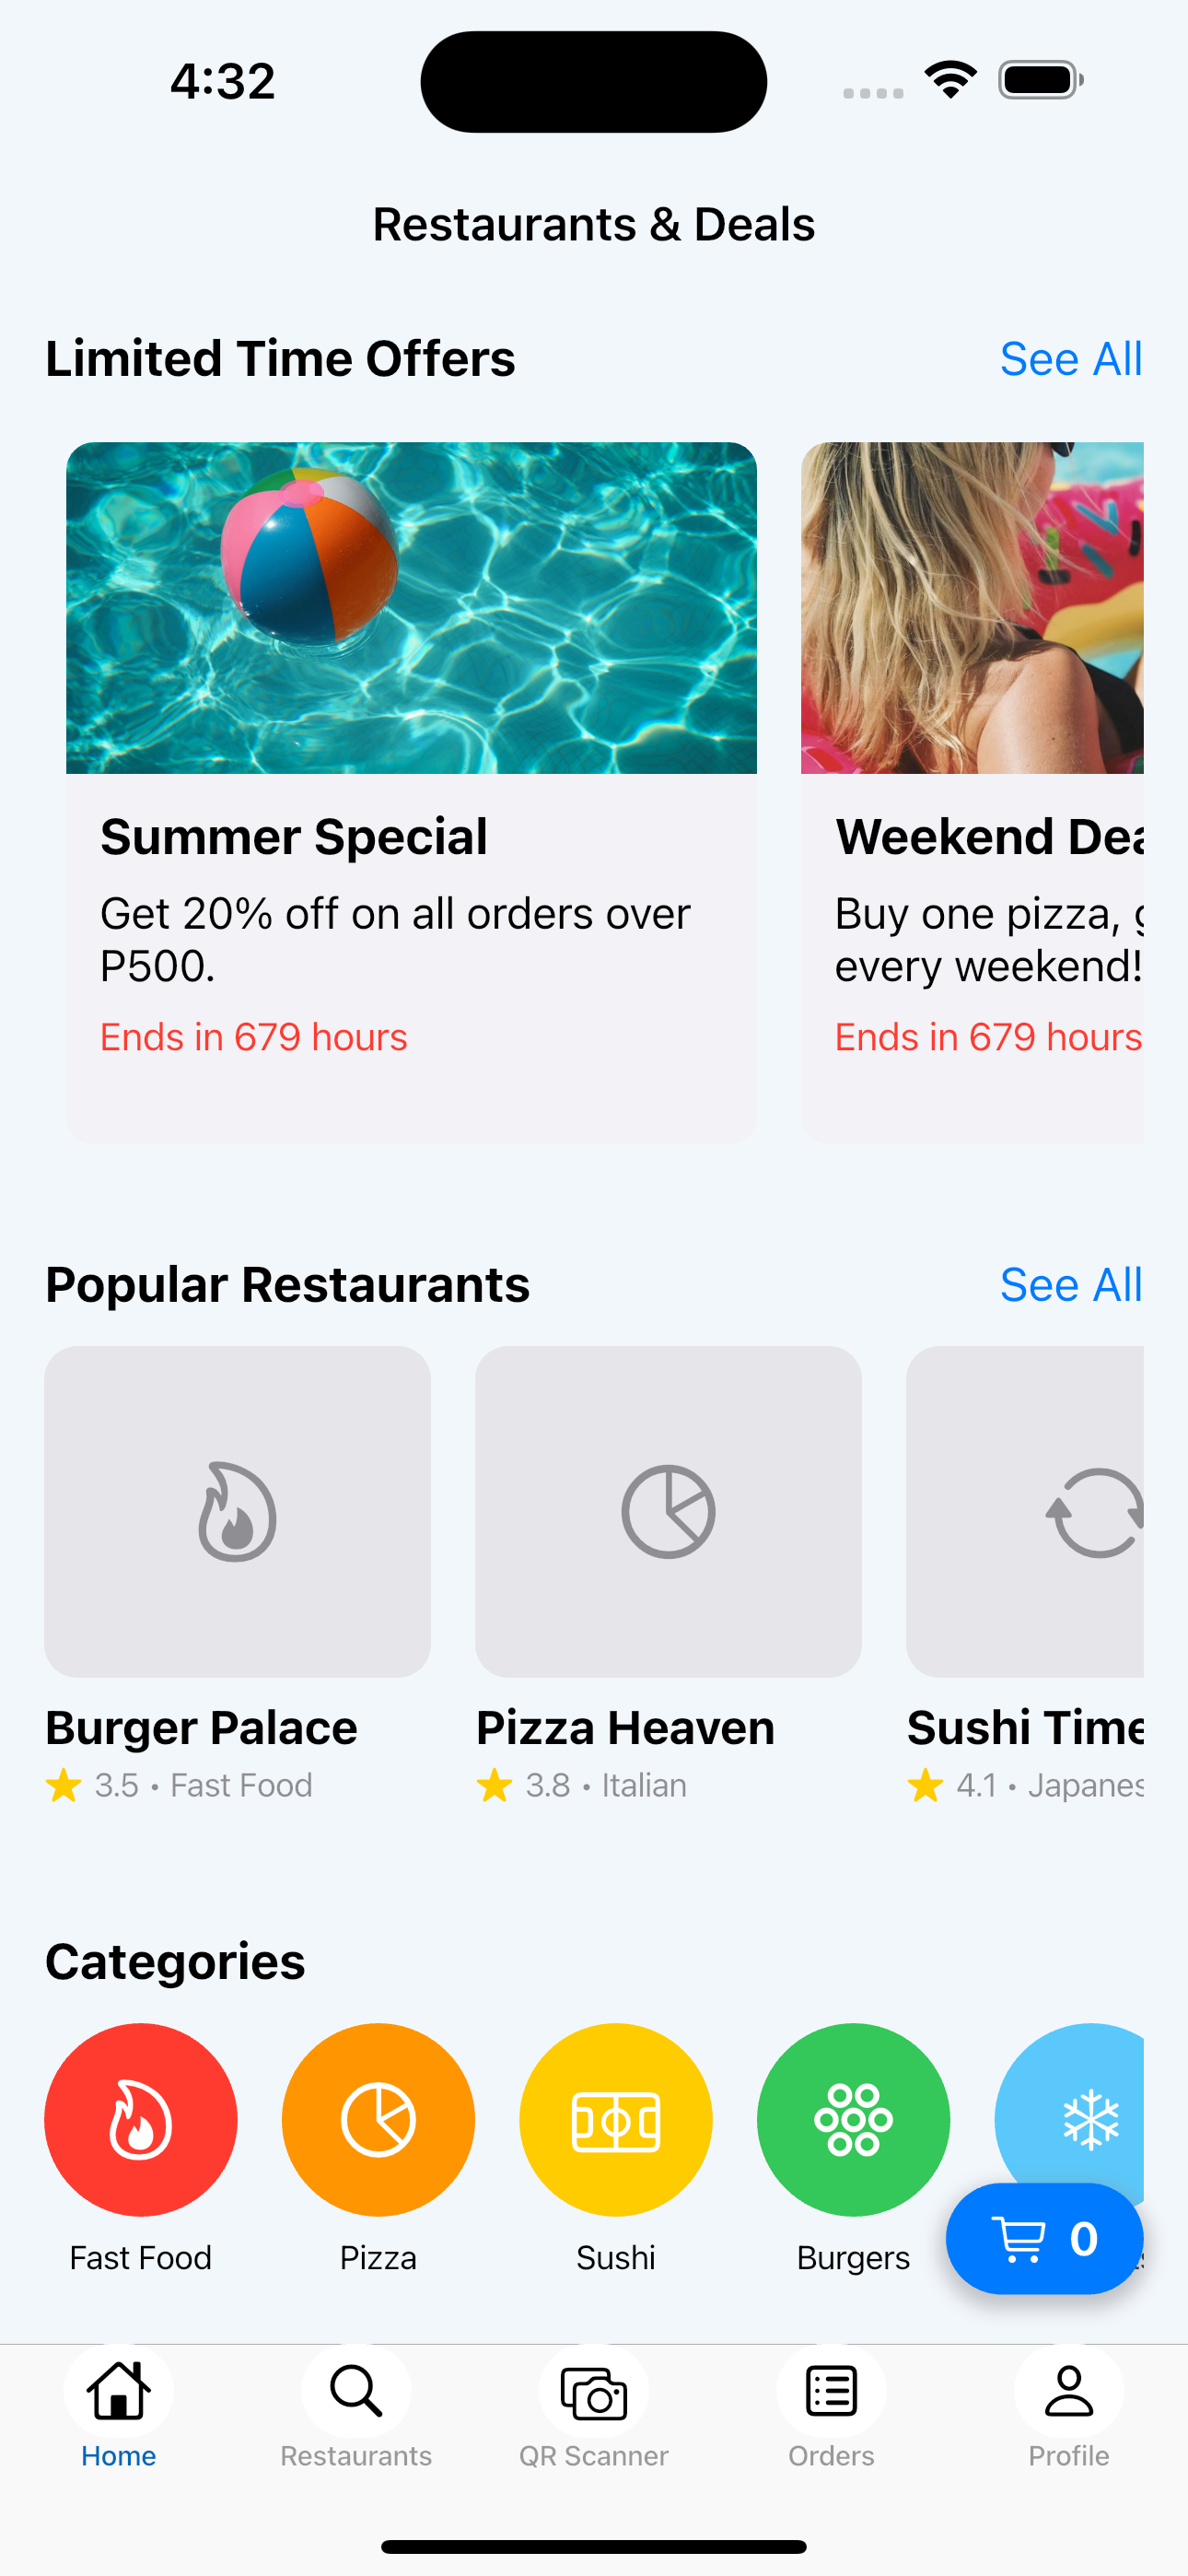 4:32
Restaurants & Deals
Limited Time Offers See All
Summer Special
Get 20% off on all orders over
P500.
Ends in 679 hours
Weekend Dea
Buy one pizza, g
every weekend!
Ends in 679 hours
Popular Restaurants See All
Burger Palace
3.5 • Fast Food
Pizza Heaven
3.8 • Italian
Sushi Time
4.1 • Japanes
Categories
Fast Food
Pizza
Sushi
Burgers
0
Home
Restaurants
QR Scanner
Orders
Profile